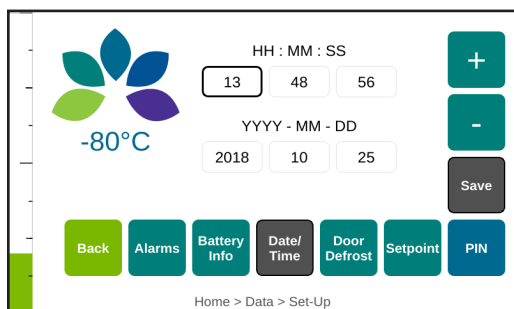 HH : MM : SS
13 48 56
-80°C
YYYY - MM - DD
2018 10 25
+
-
Save
Back
Alarms
Battery
Info
Date/
Time
Door
Defrost
Setpoint
PIN
Home > Data > Set-Up